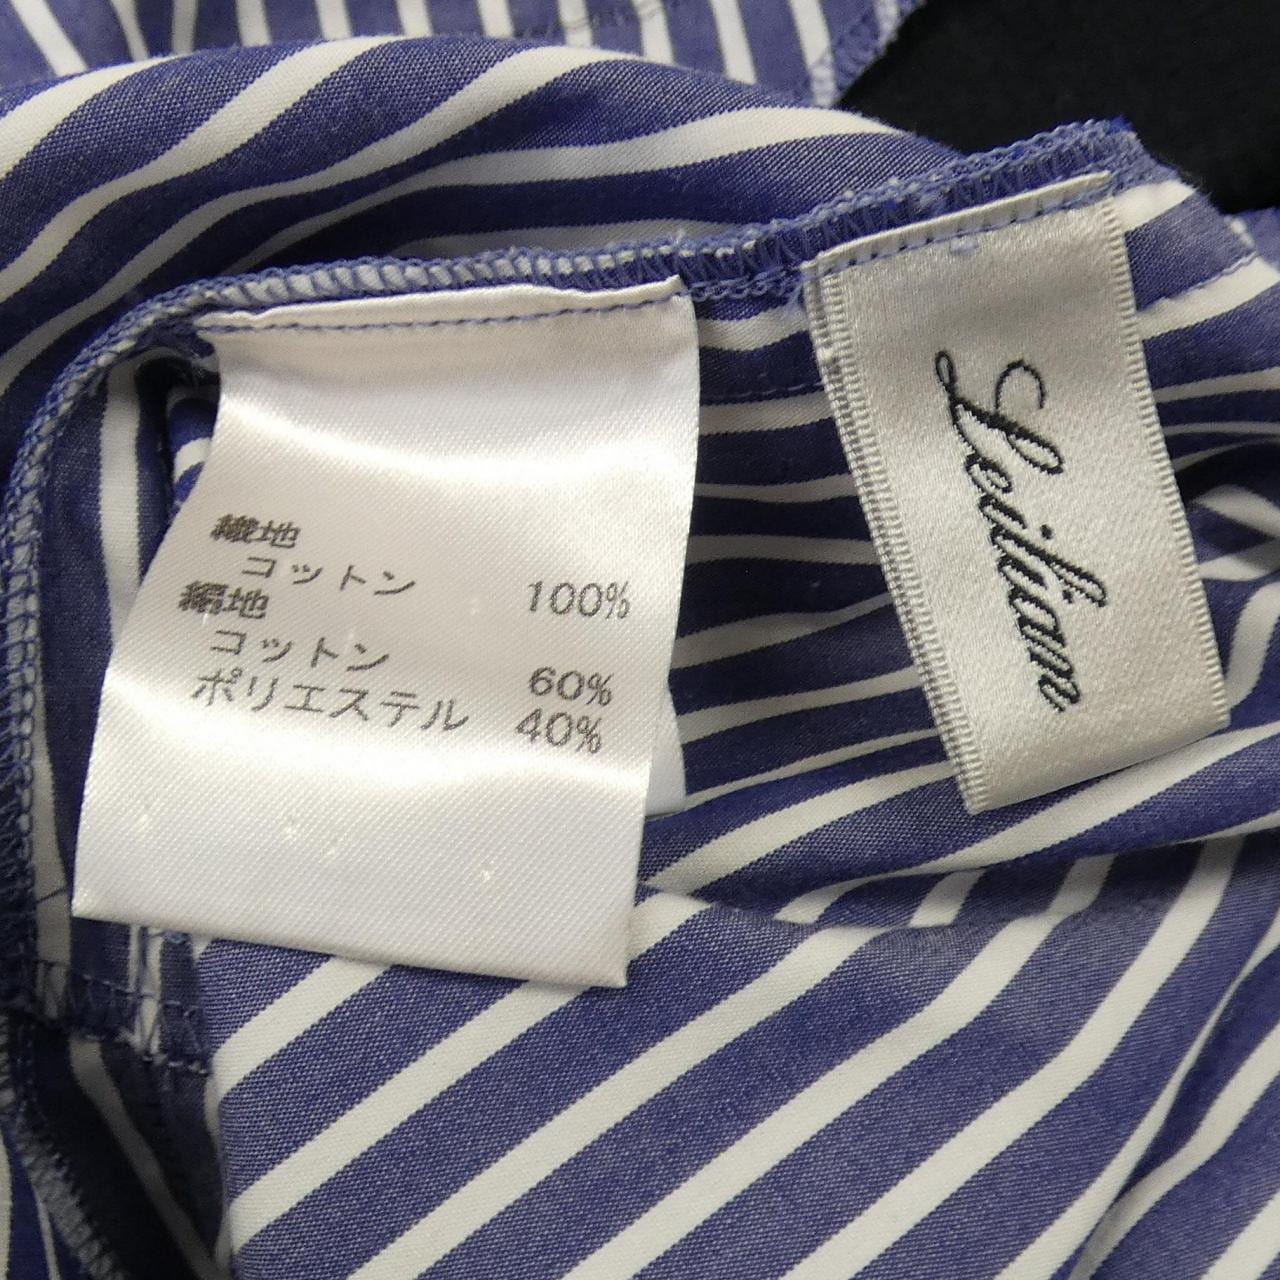 織地
コットン 100%
編地
コットン 60%
ポリエステル 40%
Leilian